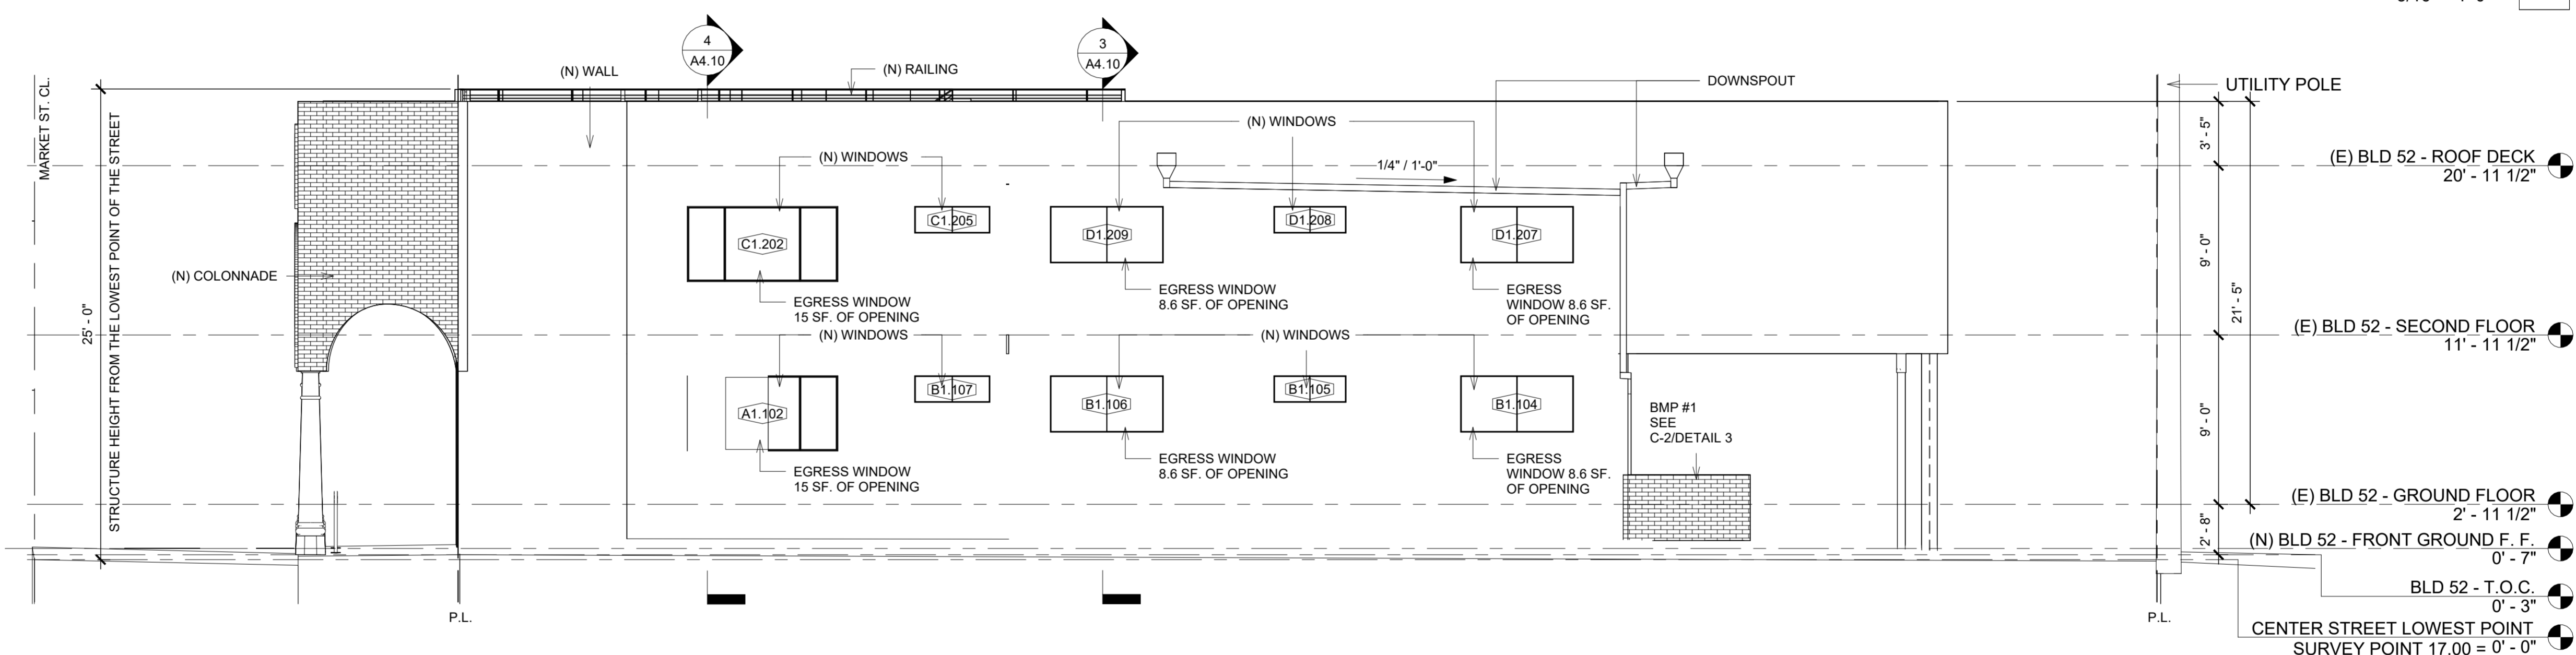 4
A4.10
3
A4.10
(N) WALL
(N) RAILING
DOWNSPOUT
UTILITY POLE
MARKET ST. CL.
25' - 0"
STRUCTURE HEIGHT FROM THE LOWEST POINT OF THE STREET
(N) COLONNADE
(N) WINDOWS
(N) WINDOWS
1/4" / 1'-0"
C1.202
C1.205
D1.209
D1.208
D1.207
EGRESS WINDOW
15 SF. OF OPENING
EGRESS WINDOW
8.6 SF. OF OPENING
EGRESS
WINDOW 8.6 SF.
OF OPENING
(N) WINDOWS
(N) WINDOWS
A1.102
B1.107
B1.106
B1.105
B1.104
EGRESS WINDOW
15 SF. OF OPENING
EGRESS WINDOW
8.6 SF. OF OPENING
EGRESS
WINDOW 8.6 SF.
OF OPENING
BMP #1
SEE
C-2/DETAIL 3
3' - 5"
9' - 0"
21' - 5"
9' - 0"
2' - 8"
(E) BLD 52 - ROOF DECK
20' - 11 1/2"
(E) BLD 52 - SECOND FLOOR
11' - 11 1/2"
(E) BLD 52 - GROUND FLOOR
2' - 11 1/2"
(N) BLD 52 - FRONT GROUND F. F.
0' - 7"
BLD 52 - T.O.C.
0' - 3"
CENTER STREET LOWEST POINT
SURVEY POINT 17.00 = 0' - 0"
P.L.
P.L.